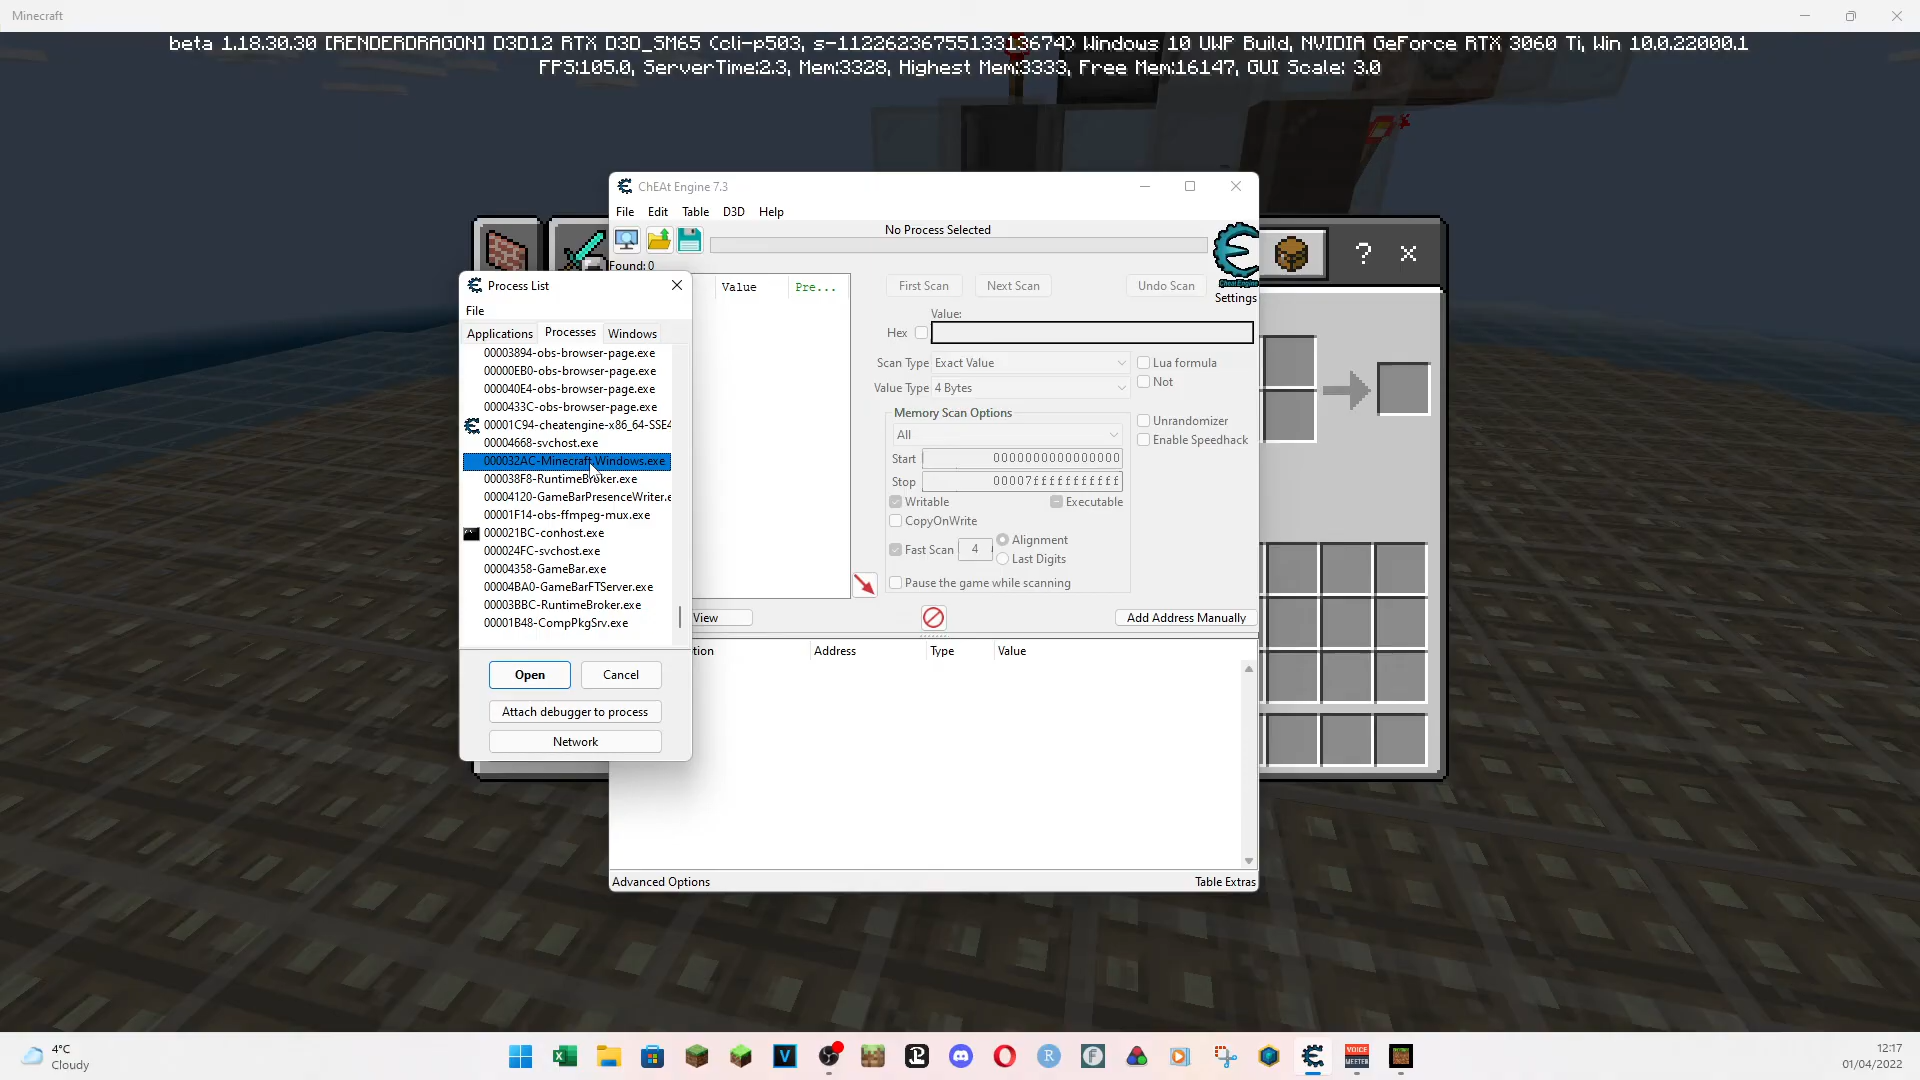 Minecraft
beta 1.18.30.30 [RENDERDRAGON] D3D12 RTX D3D_SM65 (cli-p503, s-1122623675513313674) Windows 10 UWP Build, NVIDIA GeForce RTX 3060 Ti, Win 10.0.22000.1
FPS:105.0, ServerTime:2.3, Mem:3328, Highest Mem:3333, Free Mem:16147, GUI Scale: 3.0
ChEAt Engine 7.3
File Edit Table D3D Help
No Process Selected
Found: 0
Cheat Engine
Settings
Value Pre...
First Scan Next Scan Undo Scan
Value:
Hex
Scan Type Exact Value
Lua formula
Value Type 4 Bytes
Not
Memory Scan Options
All
Unrandomizer
Enable Speedhack
Start 0000000000000000
Stop 00007fffffffffff
Writable Executable
CopyOnWrite
Fast Scan 4 Alignment
Last Digits
Pause the game while scanning
View
Add Address Manually
tion Address Type Value
Advanced Options Table Extras
Process List
File
Applications Processes Windows
00003894-obs-browser-page.exe
00000EB0-obs-browser-page.exe
000040E4-obs-browser-page.exe
0000433C-obs-browser-page.exe
00001C94-cheatengine-x86_64-SSE4
00004668-svchost.exe
000032AC-Minecraft.Windows.exe
000038F8-RuntimeBroker.exe
00004120-GameBarPresenceWriter.e
00001F14-obs-ffmpeg-mux.exe
000021BC-conhost.exe
000024FC-svchost.exe
00004358-GameBar.exe
00004BA0-GameBarFTServer.exe
00003BBC-RuntimeBroker.exe
00001B48-CompPkgSrv.exe
Open Cancel
Attach debugger to process
Network
?
4°C
Cloudy
V
R
F
VOICE
MEETER
12:17
01/04/2022